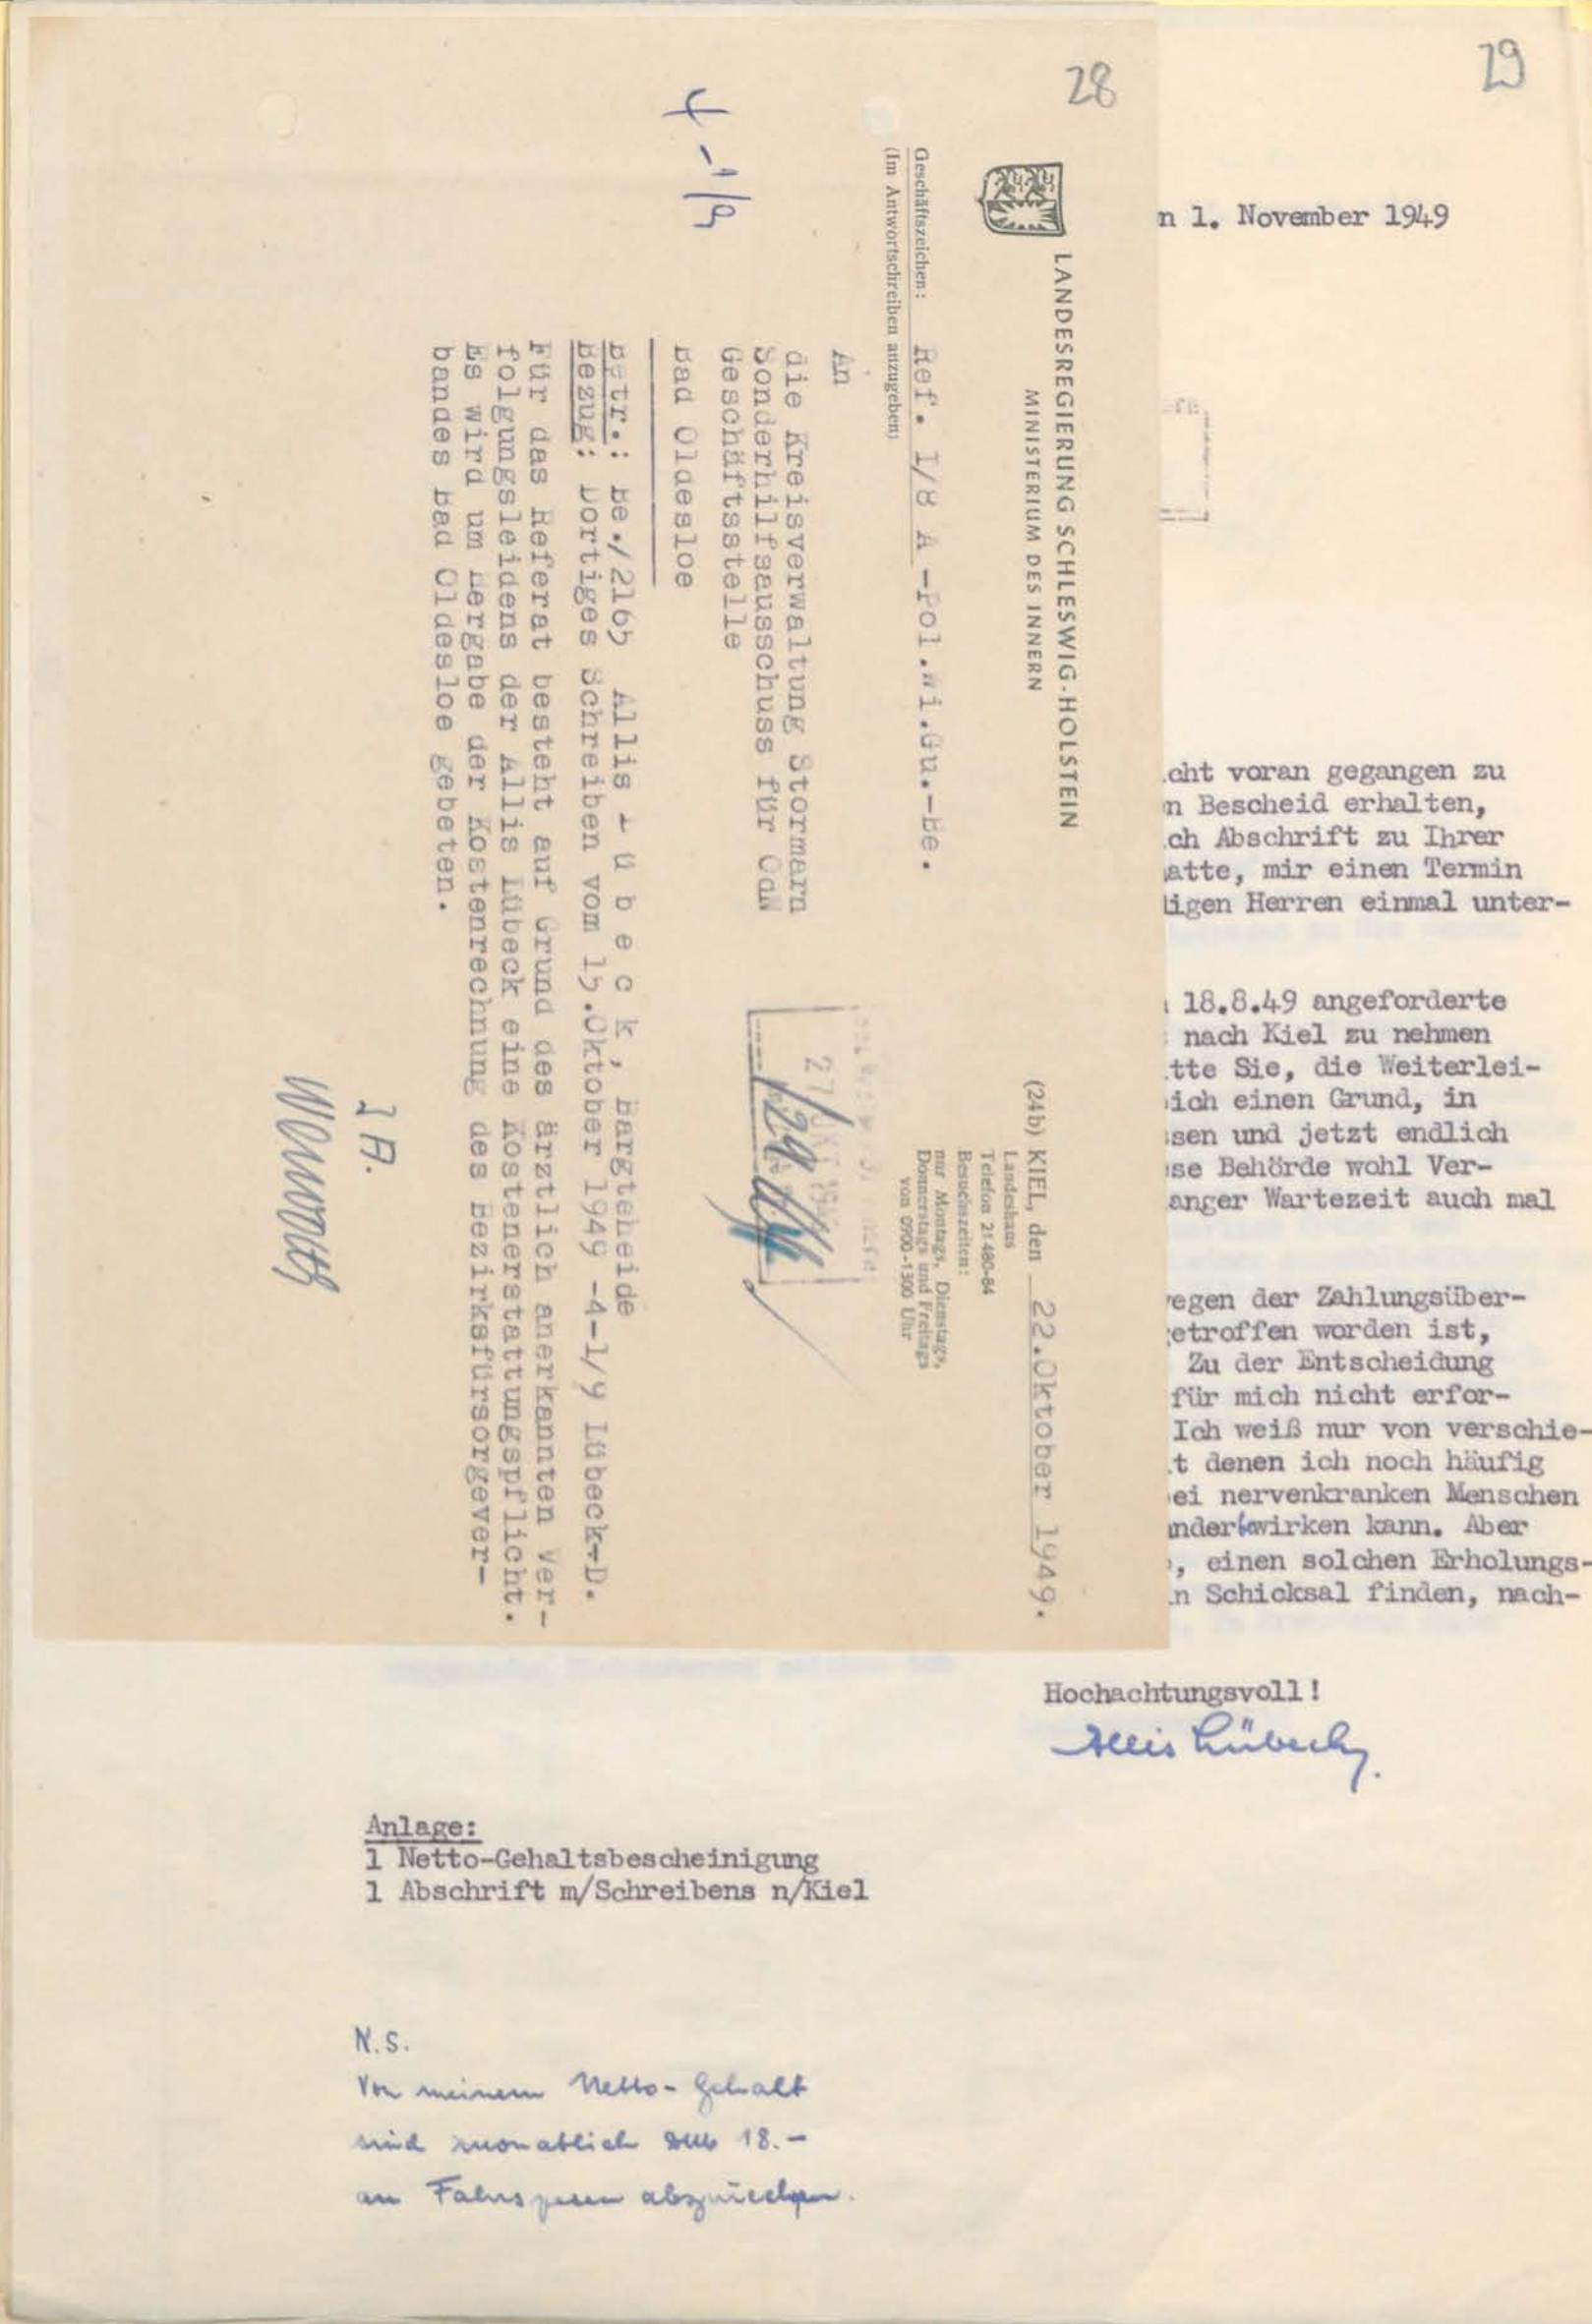 28
LANDESREGIERUNG SCHLESWIG-HOLSTEIN
MINISTERIUM DES INNERN
(24b) KIEL, den 22.Oktober 1949.
Landeshaus
Telefon 21480-84
Besuchszeiten:
nur Montags, Dienstags,
Donnerstags und Freitags
von 0900-1300 Uhr
Geschäftszeichen: Ref. I/8 A -Pol.Wi.Gu.-Be.
(Im Antwortschreiben anzugeben)
4-1/9
An
die Kreisverwaltung Stormarn
Sonderhilfsausschuss für OdN
Geschäftsstelle
Bad Oldesloe
27. OKT. 1949
Betr.: Be./2165 Allis L ü b e c k, Bargteheide
Bezug: Dortiges Schreiben vom 15.Oktober 1949 -4-1/9 Lübeck-D.
Für das Referat besteht auf Grund des ärztlich anerkannten Ver-
folgungsleidens der Allis Lübeck eine Kostenerstattungspflicht.
Es wird um Hergabe der Kostenrechnung des Bezirksfürsorgever-
bandes Bad Oldesloe gebeten.
I A.
29
n 1. November 1949
cht voran gegangen zu
n Bescheid erhalten,
ch Abschrift zu Ihrer
atte, mir einen Termin
digen Herren einmal unter-
18.8.49 angeforderte
nach Kiel zu nehmen
tte Sie, die Weiterlei-
ich einen Grund, in
ssen und jetzt endlich
se Behörde wohl Ver-
anger Wartezeit auch mal
egen der Zahlungsüber-
etroffen worden ist,
Zu der Entscheidung
für mich nicht erfor-
Ich weiß nur von verschie-
t denen ich noch häufig
ei nervenkranken Menschen
nderwirken kann. Aber
, einen solchen Erholungs-
n Schicksal finden, nach-
Hochachtungsvoll!
Allis Lübeck.
Anlage:
1 Netto-Gehaltsbescheinigung
1 Abschrift m/Schreibens n/Kiel
N.S.
Von meinem Netto-Gehalt
sind monatlich DM 18.-
an Fahrspesen abzuziehen.